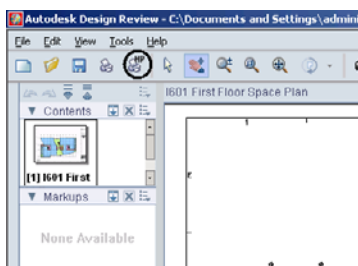 Autodesk Design Review - C:\Documents and Settings\admin
File Edit View Tools Help
HP
I601 First Floor Space Plan
Contents
[1] I601 First
Markups
None Available